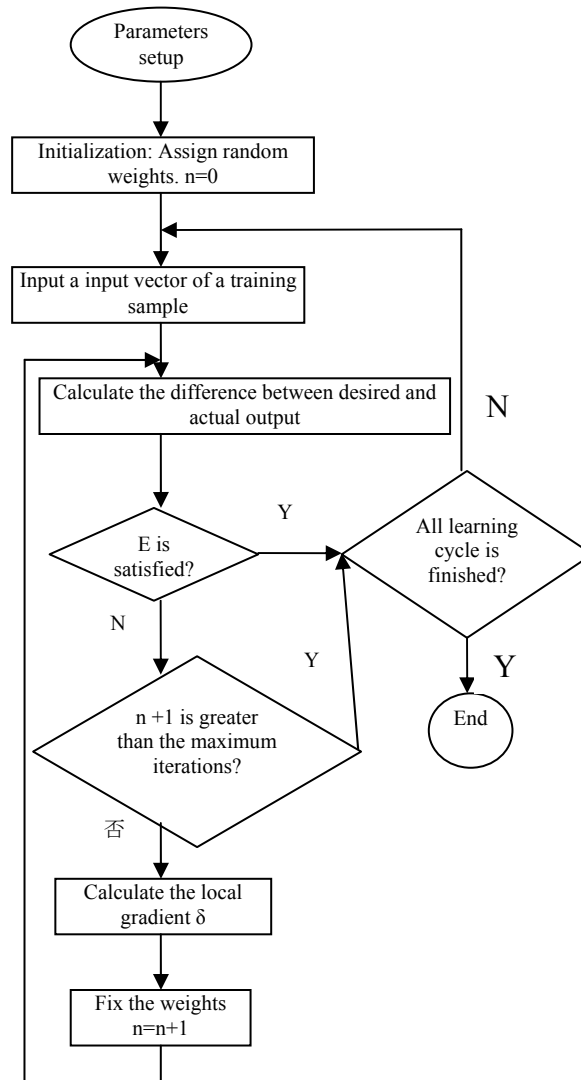 Parameters
setup
Initialization: Assign random
weights. n=0
Input a input vector of a training
sample
Calculate the difference between desired and
actual output
N
Y
E is
satisfied?
All learning
cycle is
finished?
N
Y
Y
n +1 is greater
than the maximum
iterations?
End
否
Calculate the local
gradient δ
Fix the weights
n=n+1